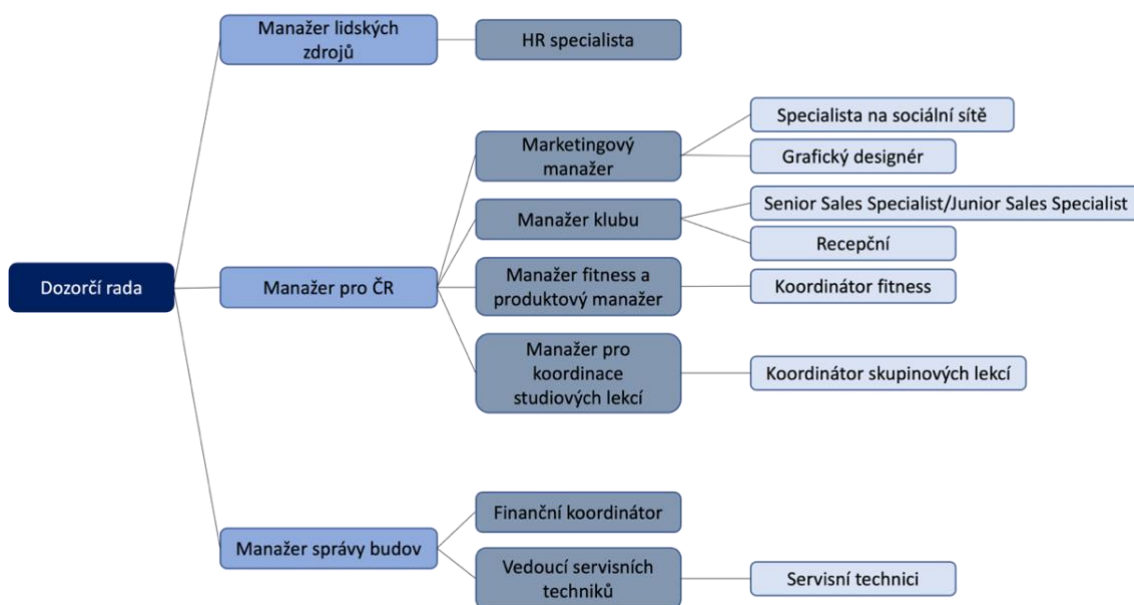 Manažer lidských
zdrojů
HR specialista
Specialista na sociální sítě
Marketingový
manažer
Grafický designér
Senior Sales Specialist/Junior Sales Specialist
Manažer klubu
Recepční
Dozorčí rada
Manažer pro ČR
Manažer fitness a
produktový manažer
Koordinátor fitness
Manažer pro
koordinace
studiových lekcí
Koordinátor skupinových lekcí
Finanční koordinátor
Manažer správy budov
Vedoucí servisních
techniků
Servisní technici